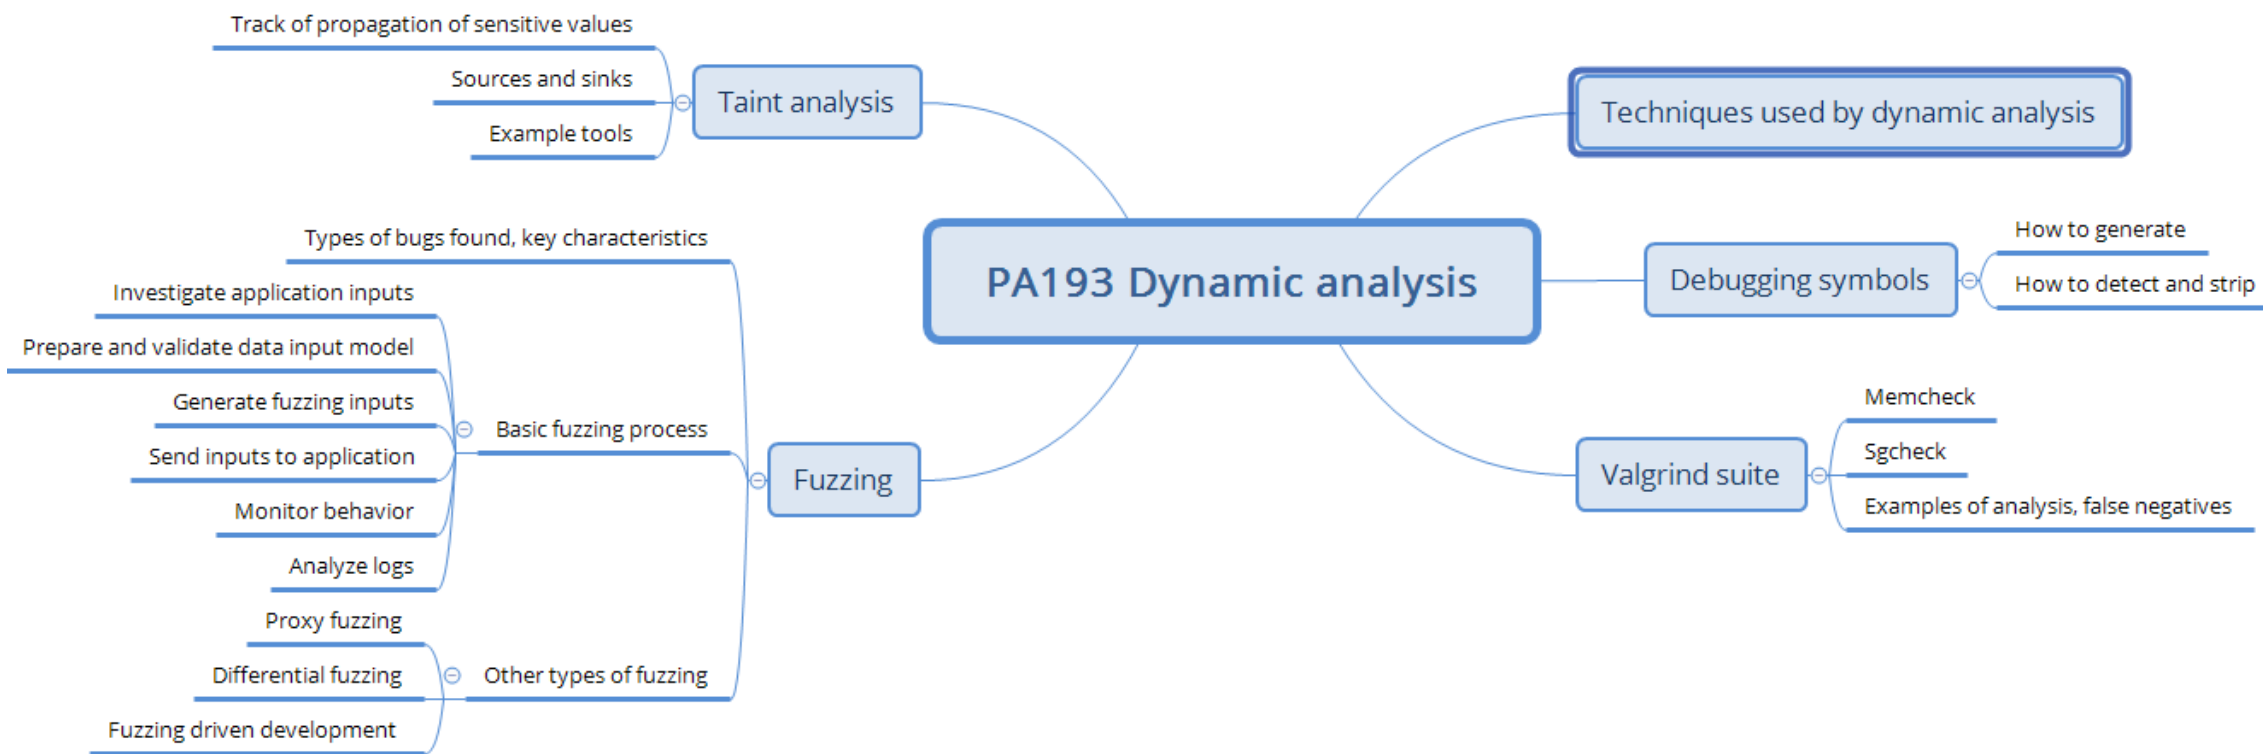 PA193 Dynamic analysis
Techniques used by dynamic analysis
Debugging symbols
How to generate
How to detect and strip
Valgrind suite
Memcheck
Sgcheck
Examples of analysis, false negatives
Taint analysis
Track of propagation of sensitive values
Sources and sinks
Example tools
Fuzzing
Types of bugs found, key characteristics
Basic fuzzing process
Investigate application inputs
Prepare and validate data input model
Generate fuzzing inputs
Send inputs to application
Monitor behavior
Analyze logs
Other types of fuzzing
Proxy fuzzing
Differential fuzzing
Fuzzing driven development